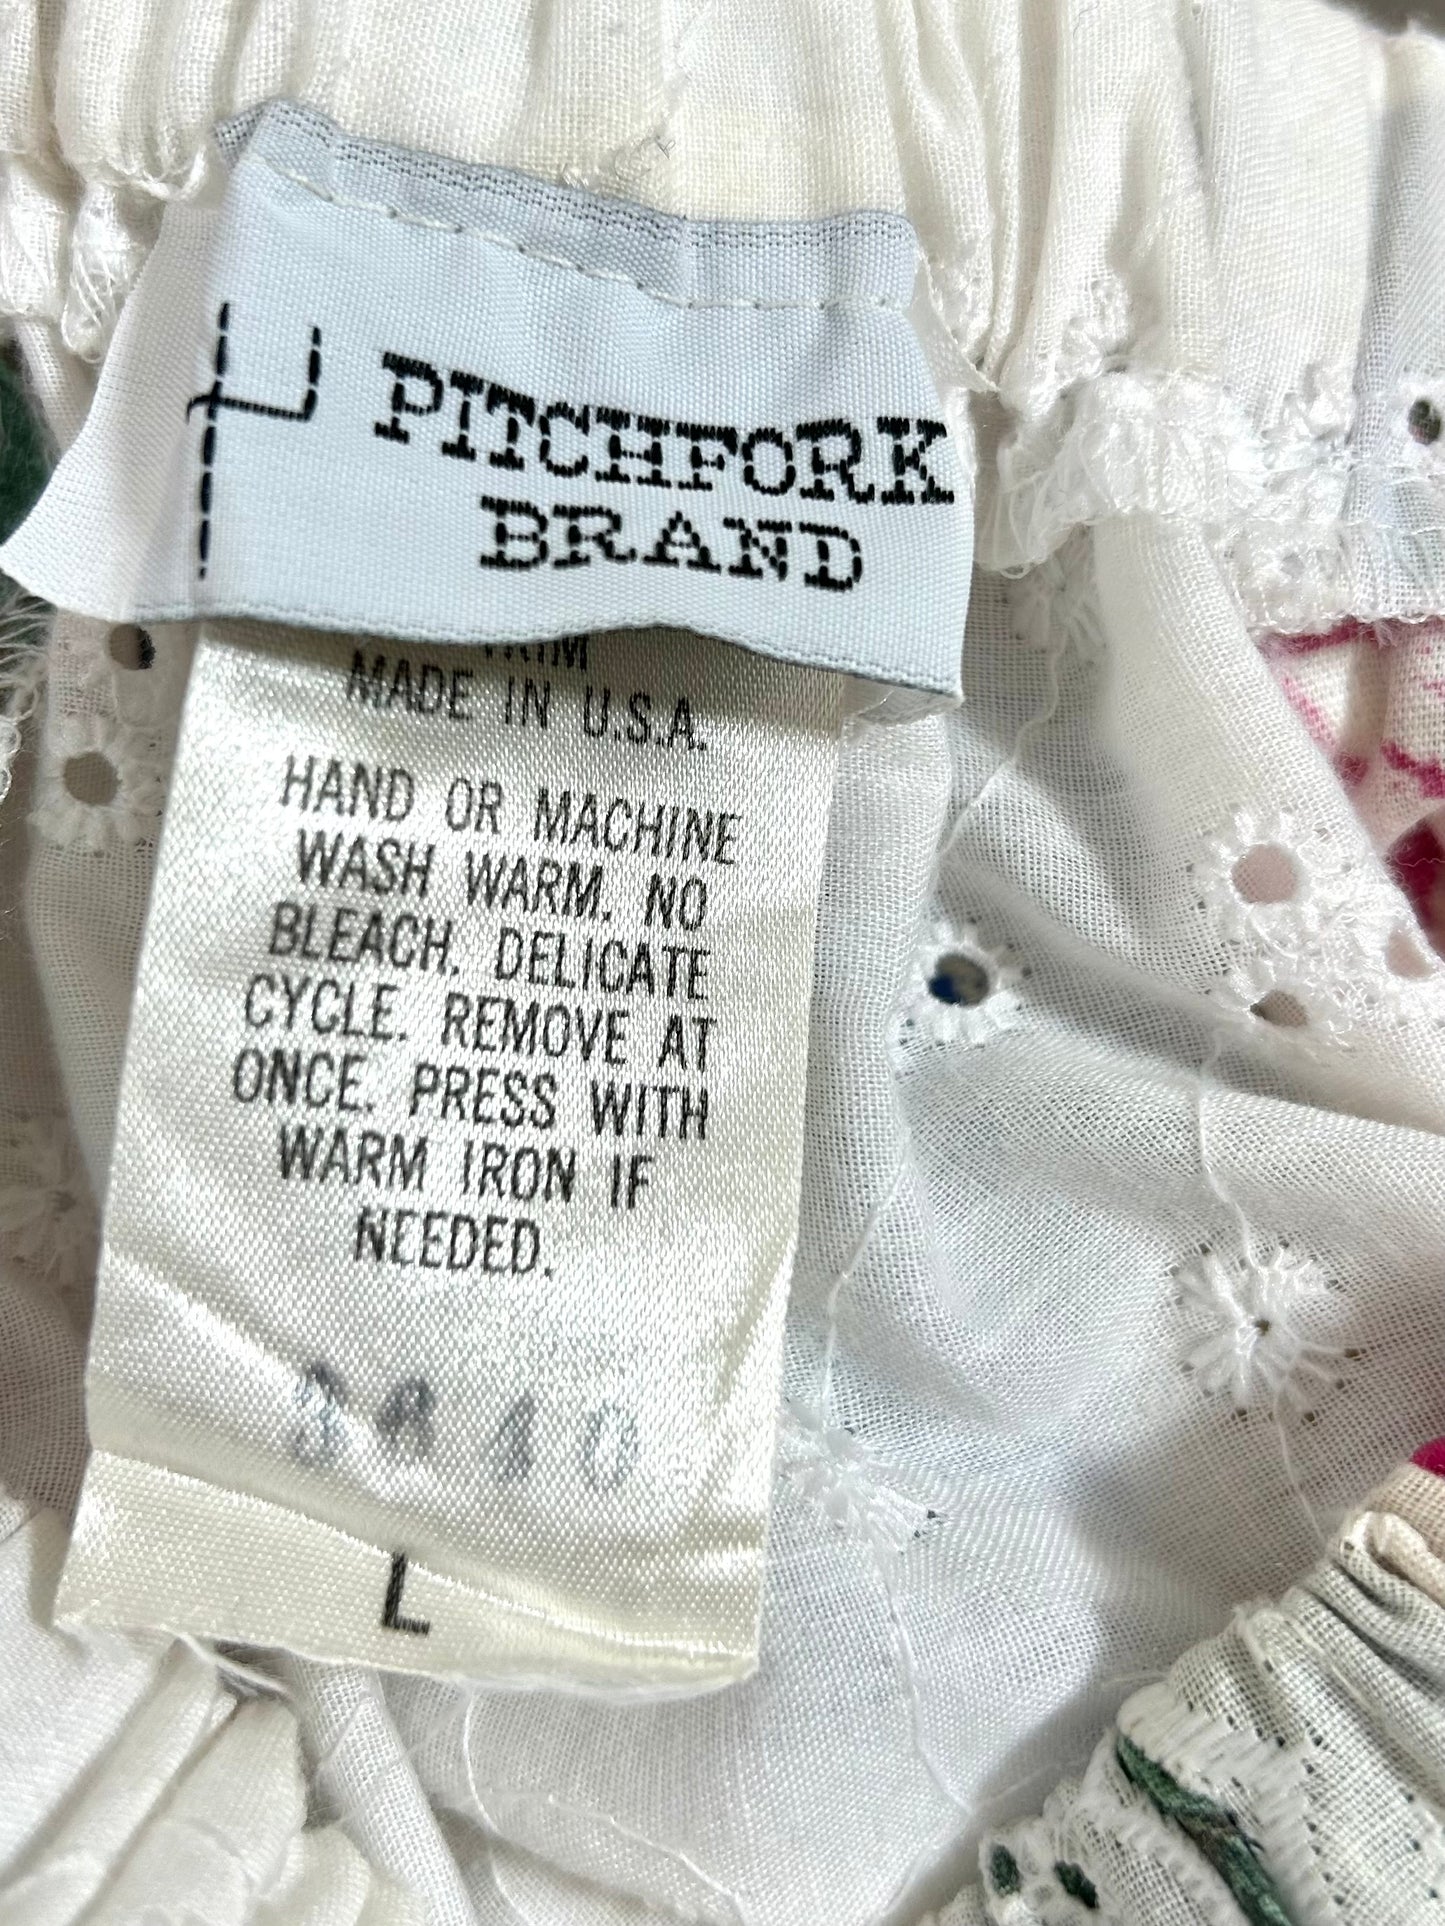 PITCHFORK
BRAND
TRIM
MADE IN U.S.A.
HAND OR MACHINE
WASH WARM. NO
BLEACH. DELICATE
CYCLE. REMOVE AT
ONCE. PRESS WITH
WARM IRON IF
NEEDED.
L